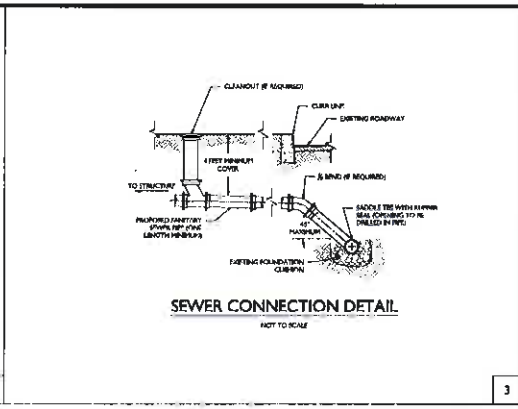 CLEANOUT (IF REQUIRED)
CURB LINE
EXISTING ROADWAY
4 FEET MINIMUM
COVER
TO STRUCTURE
BEND (IF REQUIRED)
SADDLE TEE WITH RUBBER
SEAL (OPENING TO BE
DRILLED IN PIPE)
PROPOSED SANITARY
SEWER PIPE (ONE
LENGTH MINIMUM)
45°
MAXIMUM
EXISTING FOUNDATION
CUSHION
SEWER CONNECTION DETAIL
NOT TO SCALE
3